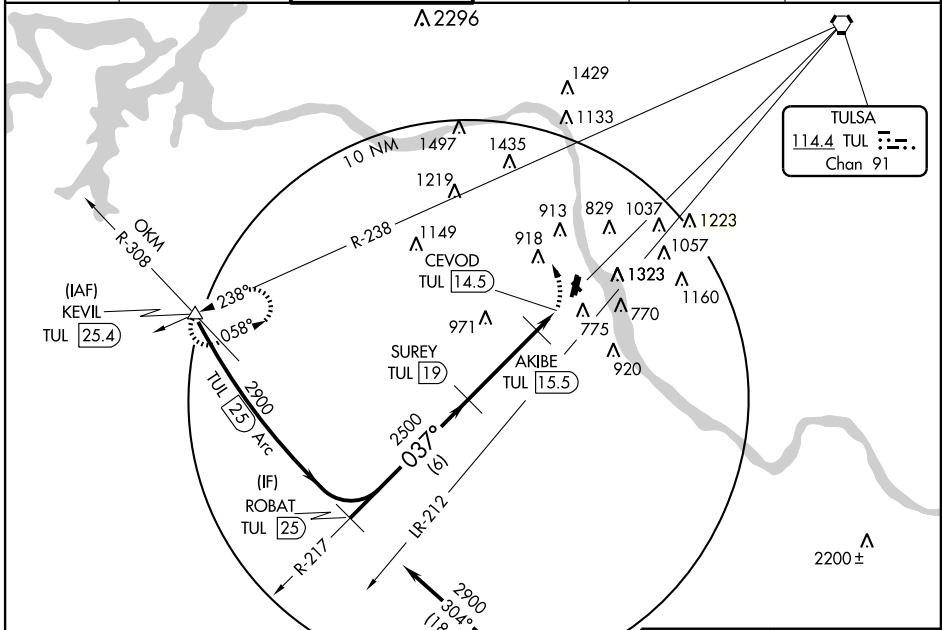 2296
1429
1133
TULSA
114.4 TUL
Chan 91
10 NM
1497
1435
1219
R-238
1149
913
829
1037
1223
918
1057
CEVOD
TUL 14.5
1323
1160
OKM
R-308
(IAF)
KEVIL
TUL 25.4
238°
058°
971
775
770
920
SUREY
TUL 19
AKIBE
TUL 15.5
2900
TUL 25 Arc
2500
037°
(6)
(IF)
ROBAT
TUL 25
R-217
LR-212
2200±
2900
304°